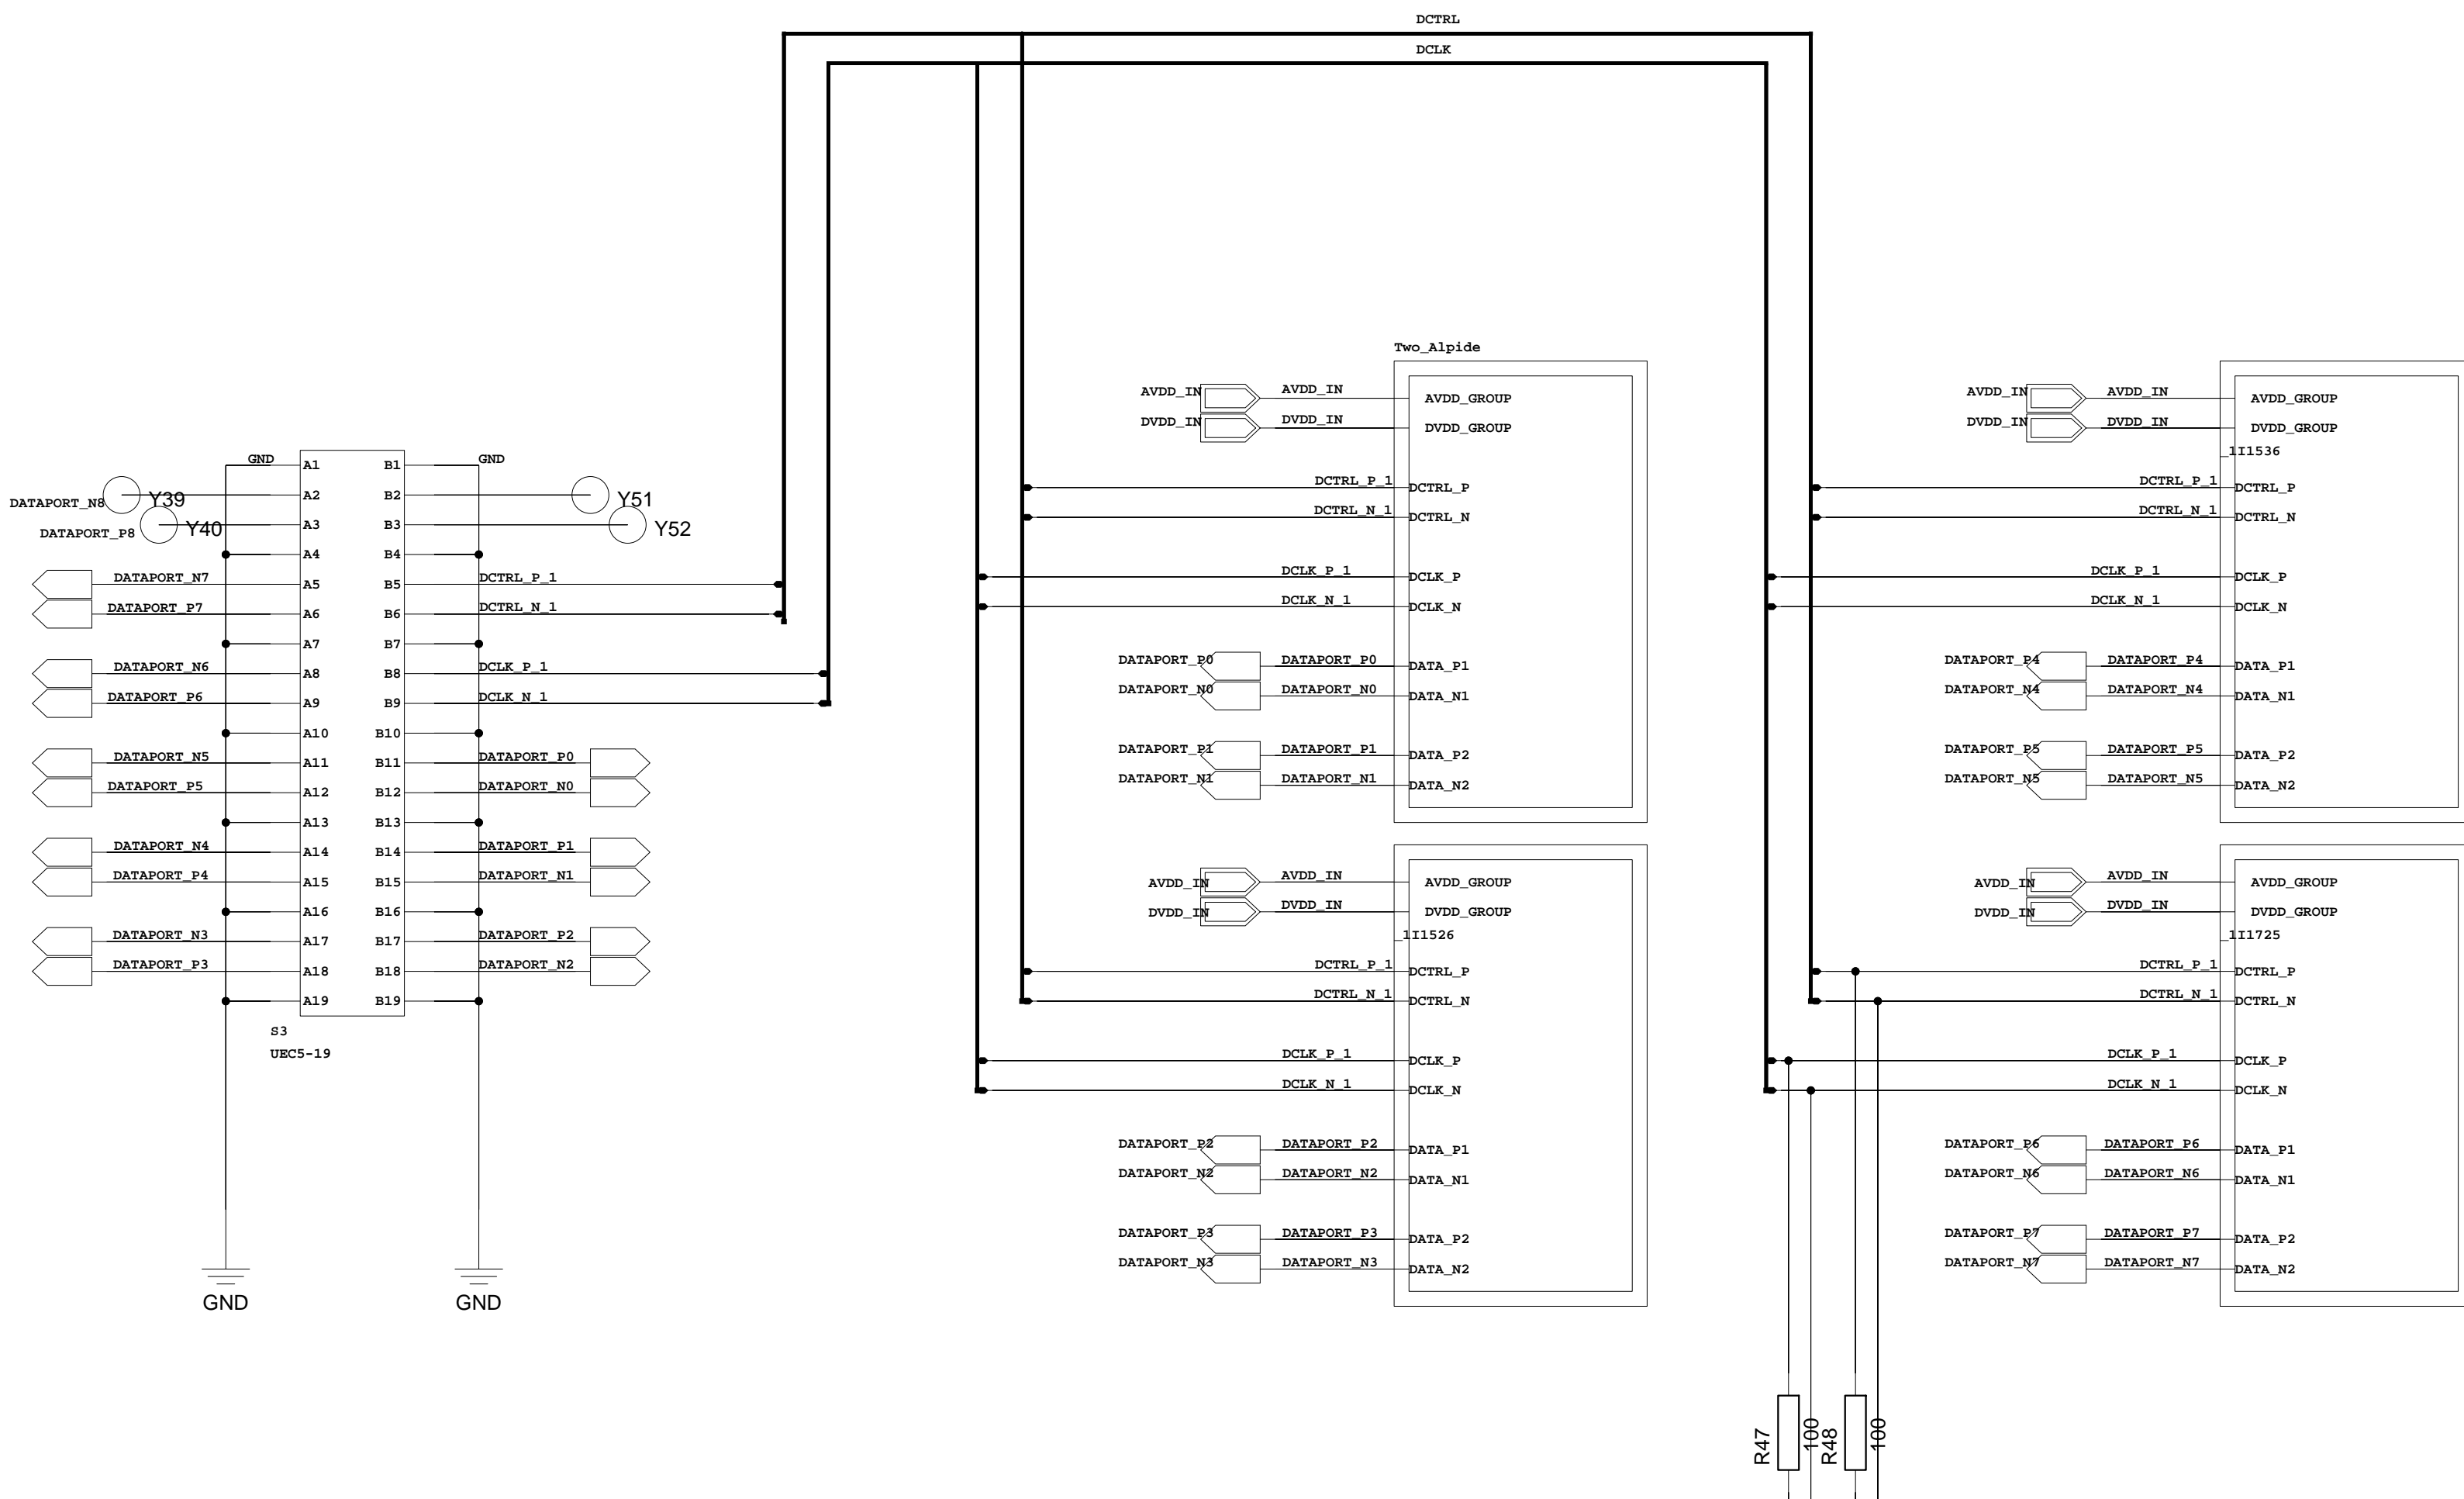 DCTRL
DCLK
GND A1 B1 GND
DATAPORT_N8 Y39 A2 B2 Y51
DATAPORT_P8 Y40 A3 B3 Y52
A4 B4
DATAPORT_N7 A5 B5 DCTRL_P_1
DATAPORT_P7 A6 B6 DCTRL_N_1
A7 B7
DATAPORT_N6 A8 B8 DCLK_P_1
DATAPORT_P6 A9 B9 DCLK_N_1
A10 B10
DATAPORT_N5 A11 B11 DATAPORT_P0
DATAPORT_P5 A12 B12 DATAPORT_N0
A13 B13
DATAPORT_N4 A14 B14 DATAPORT_P1
DATAPORT_P4 A15 B15 DATAPORT_N1
A16 B16
DATAPORT_N3 A17 B17 DATAPORT_P2
DATAPORT_P3 A18 B18 DATAPORT_N2
A19 B19
S3
UEC5-19
GND GND
Two_Alpide
AVDD_IN AVDD_IN AVDD_GROUP
DVDD_IN DVDD_IN DVDD_GROUP
DCTRL_P_1 DCTRL_P
DCTRL_N_1 DCTRL_N
DCLK_P_1 DCLK_P
DCLK_N_1 DCLK_N
DATAPORT_P0 DATAPORT_P0 DATA_P1
DATAPORT_N0 DATAPORT_N0 DATA_N1
DATAPORT_P1 DATAPORT_P1 DATA_P2
DATAPORT_N1 DATAPORT_N1 DATA_N2
AVDD_IN AVDD_IN AVDD_GROUP
DVDD_IN DVDD_IN DVDD_GROUP
_1I1526
DCTRL_P_1 DCTRL_P
DCTRL_N_1 DCTRL_N
DCLK_P_1 DCLK_P
DCLK_N_1 DCLK_N
DATAPORT_P2 DATAPORT_P2 DATA_P1
DATAPORT_N2 DATAPORT_N2 DATA_N1
DATAPORT_P3 DATAPORT_P3 DATA_P2
DATAPORT_N3 DATAPORT_N3 DATA_N2
AVDD_IN AVDD_IN AVDD_GROUP
DVDD_IN DVDD_IN DVDD_GROUP
_1I1536
DCTRL_P_1 DCTRL_P
DCTRL_N_1 DCTRL_N
DCLK_P_1 DCLK_P
DCLK_N_1 DCLK_N
DATAPORT_P4 DATAPORT_P4 DATA_P1
DATAPORT_N4 DATAPORT_N4 DATA_N1
DATAPORT_P5 DATAPORT_P5 DATA_P2
DATAPORT_N5 DATAPORT_N5 DATA_N2
AVDD_IN AVDD_IN AVDD_GROUP
DVDD_IN DVDD_IN DVDD_GROUP
_1I1725
DCTRL_P_1 DCTRL_P
DCTRL_N_1 DCTRL_N
DCLK_P_1 DCLK_P
DCLK_N_1 DCLK_N
DATAPORT_P6 DATAPORT_P6 DATA_P1
DATAPORT_N6 DATAPORT_N6 DATA_N1
DATAPORT_P7 DATAPORT_P7 DATA_P2
DATAPORT_N7 DATAPORT_N7 DATA_N2
R47 100 R48 100